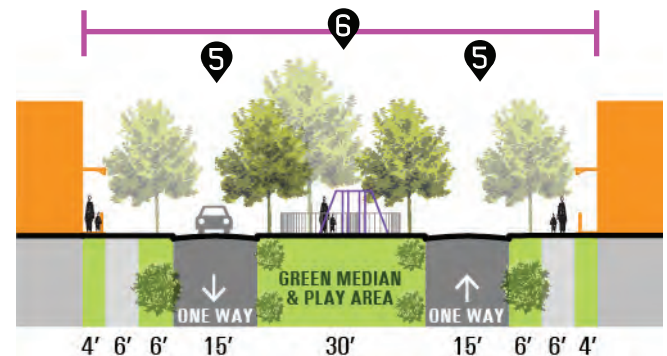 6
5 5
GREEN MEDIAN
& PLAY AREA
ONE WAY ONE WAY
4' 6' 6' 15' 30' 15' 6' 6' 4'